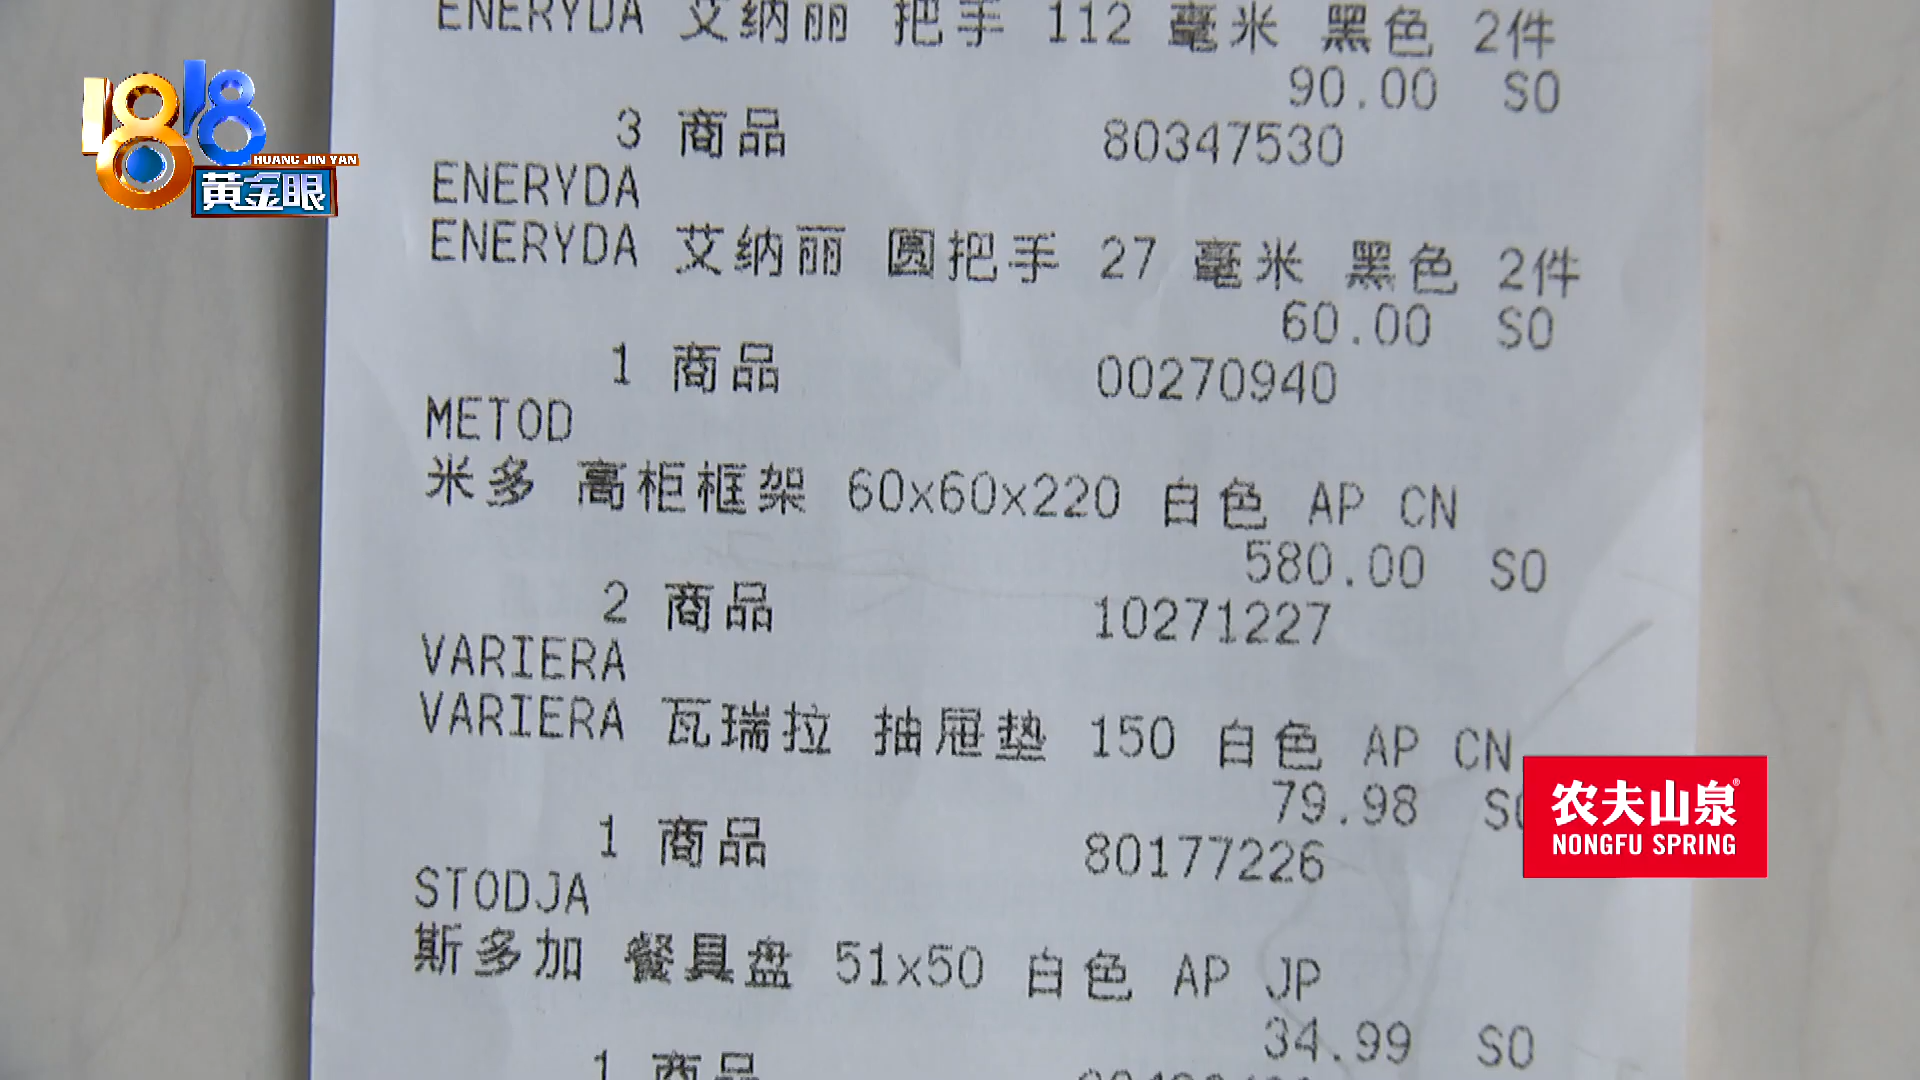 ENERYDA 艾纳丽 把手 112 毫米 黑色 2件
90.00 SO
3 商品 80347530
ENERYDA
ENERYDA 艾纳丽 圆把手 27 毫米 黑色 2件
60.00 SO
1 商品 00270940
METOD
米多 高柜框架 60x60x220 白色 AP CN
580.00 SO
2 商品 10271227
VARIERA
VARIERA 瓦瑞拉 抽屉垫 150 白色 AP CN
79.98 SO
1 商品 80177226
STODJA
斯多加 餐具盘 51x50 白色 AP JP
34.99 SO
1 商品
1818
HUANG JIN YAN
黄金眼
农夫山泉®
NONGFU SPRING